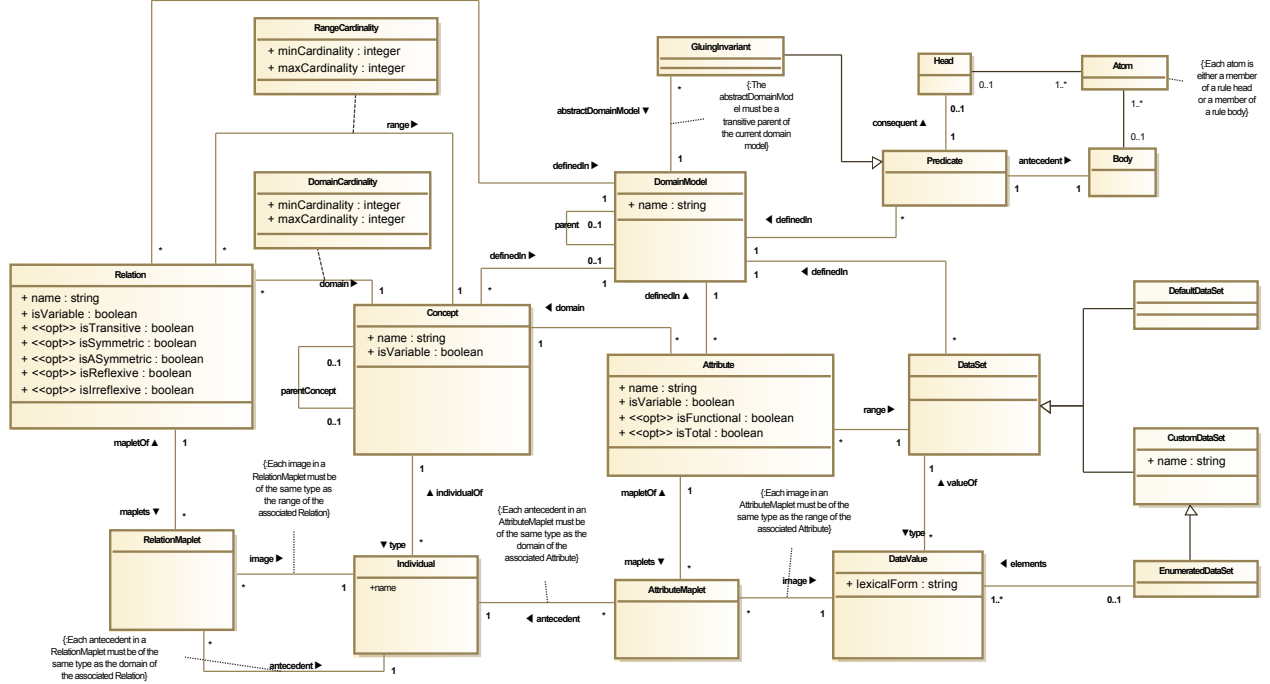 RangeCardinality
+ minCardinality : integer
+ maxCardinality : integer
range ►
DomainCardinality
+ minCardinality : integer
+ maxCardinality : integer
domain ►
*
*
Relation
+ name : string
+ isVariable : boolean
+ <<opt>> isTransitive : boolean
+ <<opt>> isSymmetric : boolean
+ <<opt>> isASymmetric : boolean
+ <<opt>> isReflexive : boolean
+ <<opt>> isIrreflexive : boolean
*
1
1
Concept
+ name : string
+ isVariable : boolean
0..1
parentConcept
0..1
GluingInvariant
*
abstractDomainModel ▼
{:The
abstractDomainMod
el must be a
transitive parent of
the current domain
model}
1
definedIn ►
1
DomainModel
+ name : string
parent
0..1
0..1
definedIn ►
*
1
◄ definedIn
1
*
◄ definedIn
1
*
definedIn ▲
1
*
◄ domain
1
*
Head
0..1
1..*
Atom
{:Each atom is
either a member
of a rule head
or a member of
a rule body}
0..1
consequent ▲
1
1..*
0..1
Predicate
antecedent ►
1
1
Body
Attribute
+ name : string
+ isVariable : boolean
+ <<opt>> isFunctional : boolean
+ <<opt>> isTotal : boolean
range ►
*
1
DataSet
DefaultDataSet
CustomDataSet
+ name : string
EnumeratedDataSet
mapletOf ▲
1
maplets ▼
*
{:Each image in a
RelationMaplet must be
of the same type as
the range of the
associated Relation}
1
▲ individualOf
▼ type
*
{:Each antecedent in an
AttributeMaplet must be
of the same type as the
domain of the
associated Attribute}
mapletOf ▲
1
maplets ▼
*
{:Each image in an
AttributeMaplet must be of the
same type as the range of the
associated Attribute}
1
▲ valueOf
▼type
*
RelationMaplet
image ►
*
1
Individual
+name
◄ antecedent
1
*
AttributeMaplet
image ►
*
1
DataValue
+ lexicalForm : string
◄ elements
1..*
0..1
{:Each antecedent in a
RelationMaplet must be of the
same type as the domain of
the associated Relation}
*
antecedent ►
1